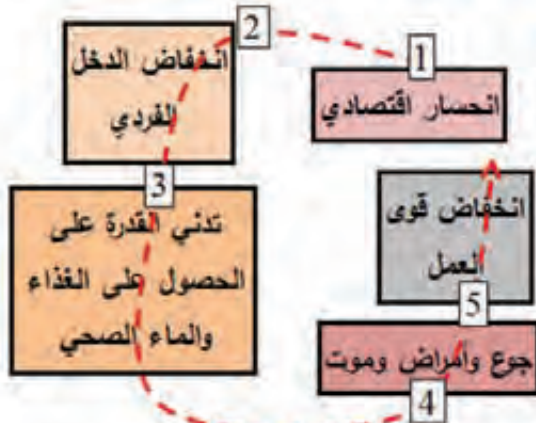 1
انحسار اقتصادي
2
انخفاض الدخل
الفردي
3
تدني القدرة على
الحصول على الغذاء
والماء الصحي
4
جوع وأمراض وموت
5
انخفاض قوى
العمل